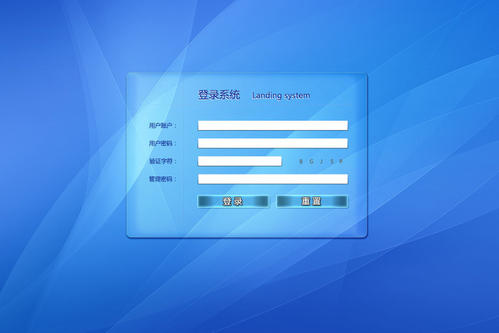 登录系统 Landing system
用户账户：
用户密码：
验证字符： B G J S P
管理密码：
登录 重置